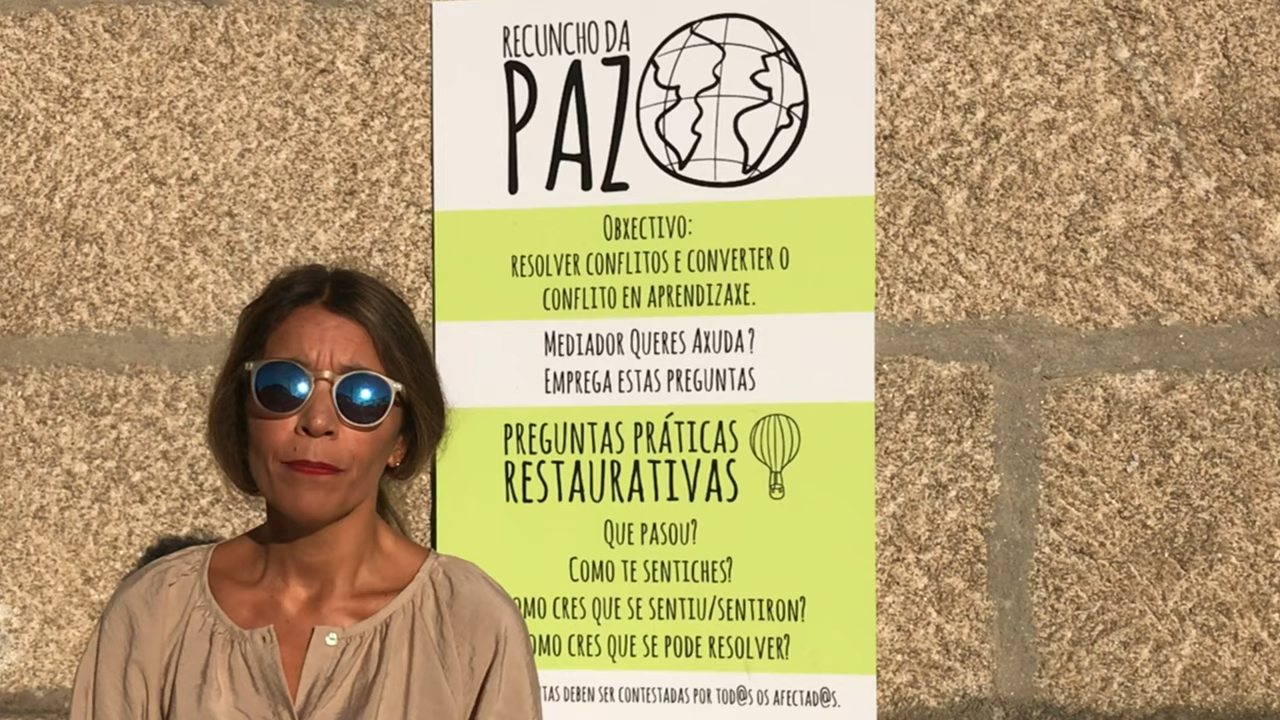 RECUNCHO DA
PAZ
OBXECTIVO:
RESOLVER CONFLITOS E CONVERTER O
CONFLITO EN APRENDIZAXE.
MEDIADOR QUERES AXUDA?
EMPREGA ESTAS PREGUNTAS
PREGUNTAS PRÁTICAS
RESTAURATIVAS
QUE PASOU?
COMO TE SENTICHES?
OMO CRES QUE SE SENTIU/SENTIRON?
OMO CRES QUE SE PODE RESOLVER?
TAS DEBEN SER CONTESTADAS POR TOD@S OS AFECTAD@S.